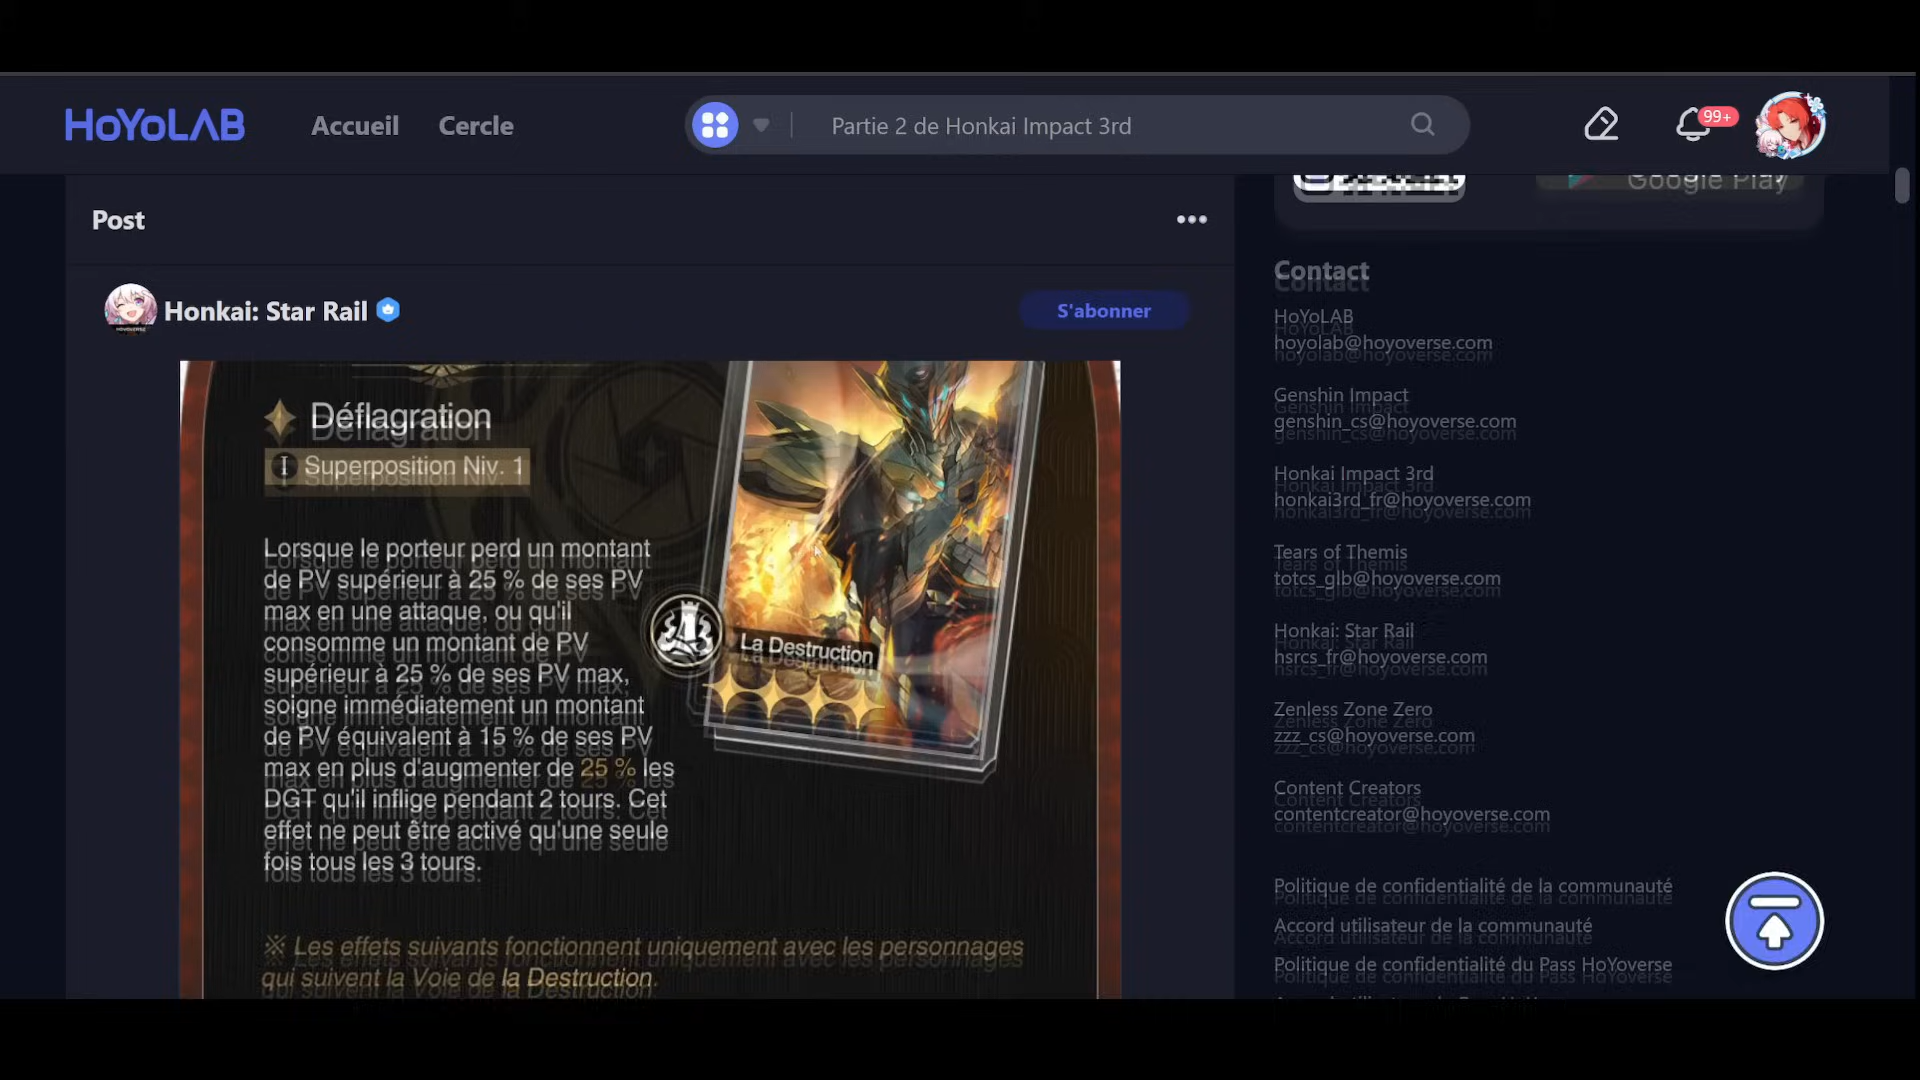 HoYoLAB
Accueil
Cercle
Partie 2 de Honkai Impact 3rd
99+
Post
Honkai: Star Rail
S'abonner
Déflagration
I Superposition Niv. 1
Lorsque le porteur perd un montant
de PV supérieur à 25 % de ses PV
max en une attaque, ou qu'il
consomme un montant de PV
supérieur à 25 % de ses PV max,
soigne immédiatement un montant
de PV équivalent à 15 % de ses PV
max en plus d'augmenter de 25 % les
DGT qu'il inflige pendant 2 tours. Cet
effet ne peut être activé qu'une seule
fois tous les 3 tours.
※ Les effets suivants fonctionnent uniquement avec les personnages
qui suivent la Voie de la Destruction.
La Destruction
Google Play
Contact
HoYoLAB
hoyolab@hoyoverse.com
Genshin Impact
genshin_cs@hoyoverse.com
Honkai Impact 3rd
honkai3rd_fr@hoyoverse.com
Tears of Themis
totcs_glb@hoyoverse.com
Honkai: Star Rail
hsrcs_fr@hoyoverse.com
Zenless Zone Zero
zzz_cs@hoyoverse.com
Content Creators
contentcreator@hoyoverse.com
Politique de confidentialité de la communauté
Accord utilisateur de la communauté
Politique de confidentialité du Pass HoYoverse